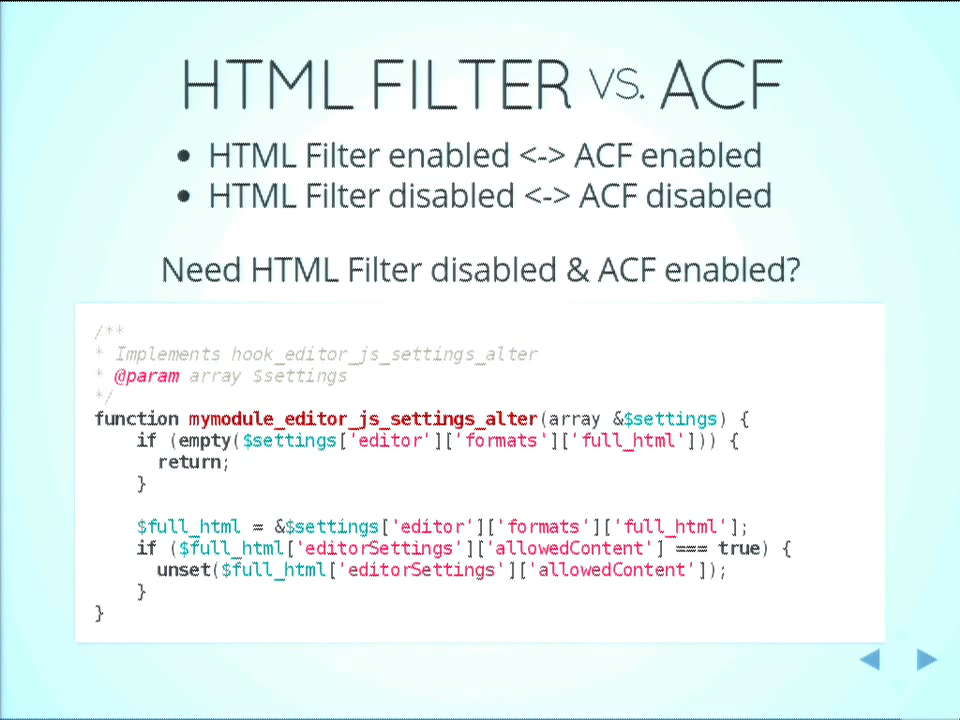 HTML FILTER VS. ACF
• HTML Filter enabled <-> ACF enabled
• HTML Filter disabled <-> ACF disabled
Need HTML Filter disabled & ACF enabled?
/**
* Implements hook_editor_js_settings_alter
* @param array $settings
*/
function mymodule_editor_js_settings_alter(array &$settings) {
    if (empty($settings['editor']['formats']['full_html'])) {
      return;
    }
    $full_html = &$settings['editor']['formats']['full_html'];
    if ($full_html['editorSettings']['allowedContent'] === true) {
      unset($full_html['editorSettings']['allowedContent']);
    }
}